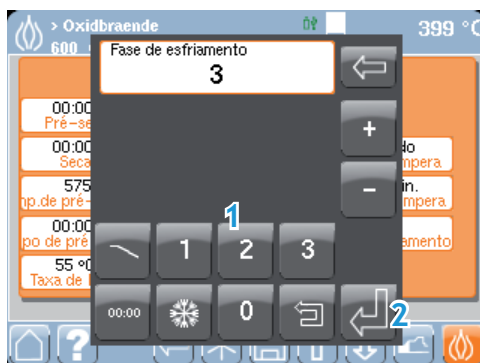 > Oxidbraende
399 °C
600
Fase de esfriamento
3
00:00
Pré-se
00:00
Seca
575
np.de pré-
00:00
po de pré
55 °C
Taxa de
do
mpera
in.
mpera
amento
+
-
1
1 2 3
00:00 0
2
?